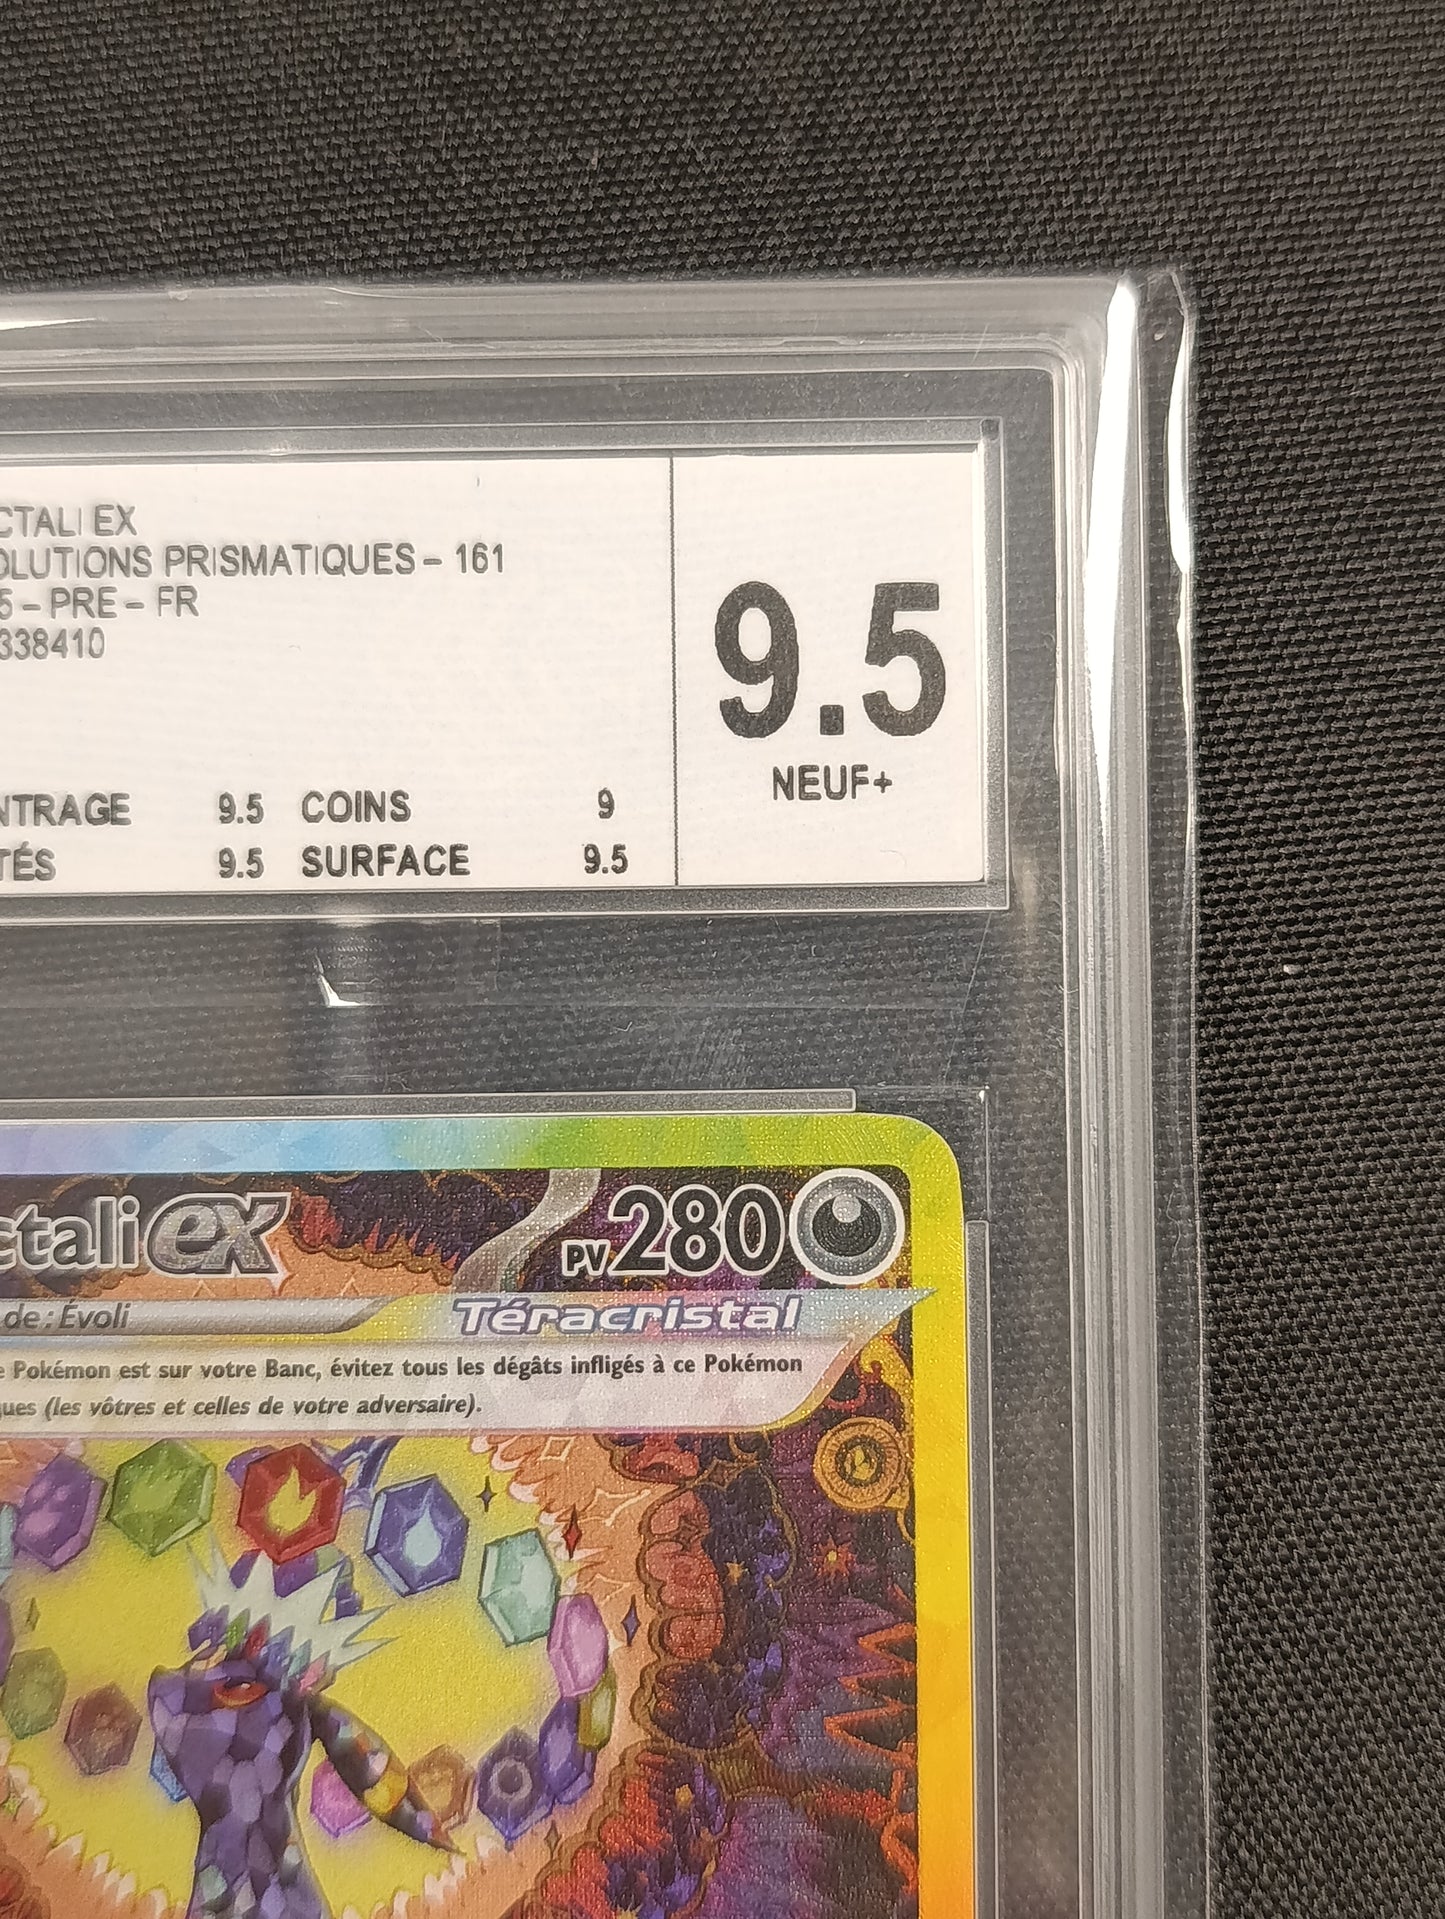 CTALI EX
OLUTIONS PRISMATIQUES - 161
5 - PRE - FR
338410
9.5
NEUF+
NTRAGE 9.5 COINS 9
TÉS 9.5 SURFACE 9.5
ctali ex PV 280
de : Évoli Téracristal
e Pokémon est sur votre Banc, évitez tous les dégâts infligés à ce Pokémon
ques (les vôtres et celles de votre adversaire).